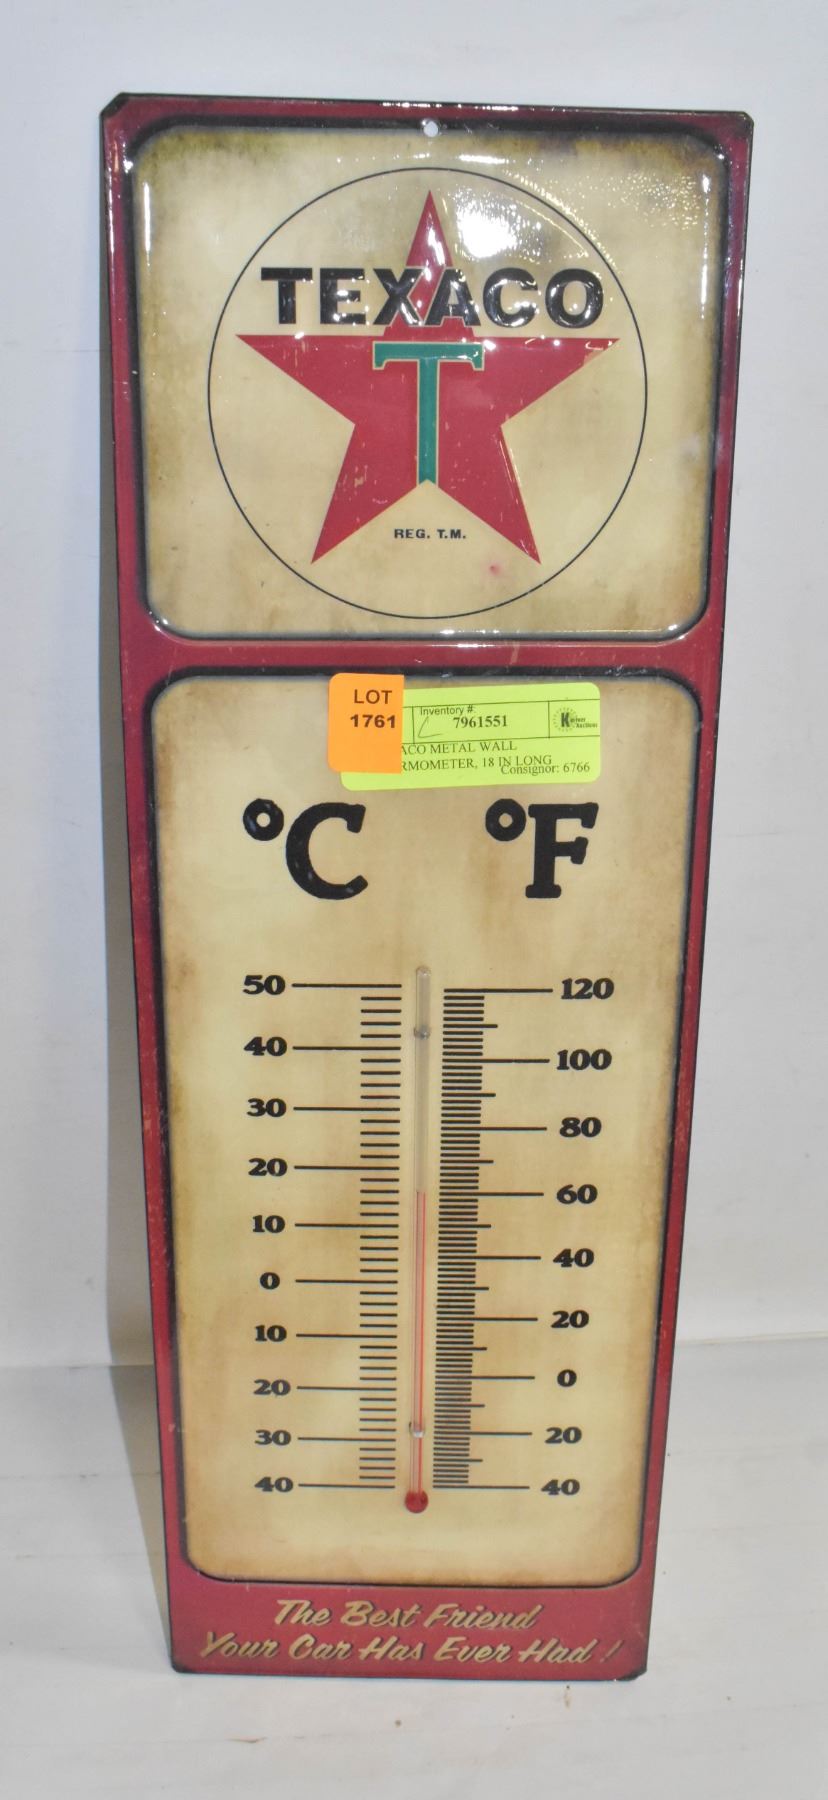 TEXACO
T
REG. T.M.
LOT
1761
Inventory #:
7961551
ACO METAL WALL
RMOMETER, 18 IN LONG
Consignor: 6766
°C °F
50 120
40 100
30 80
20 60
10 40
0 20
10 0
20 20
30 40
40
The Best Friend
Your Car Has Ever Had!